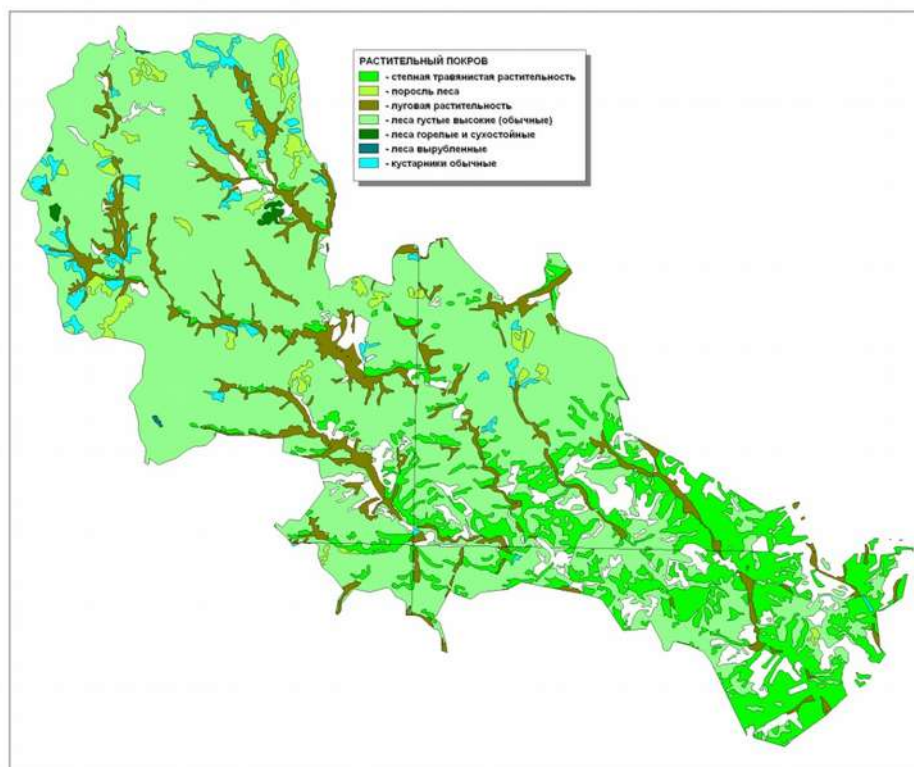 РАСТИТЕЛЬНЫЙ ПОКРОВ
- степная травянистая растительность
- поросль леса
- луговая растительность
- леса густые высокие (обычные)
- леса горелые и сухостойные
- леса вырубленные
- кустарники обычные